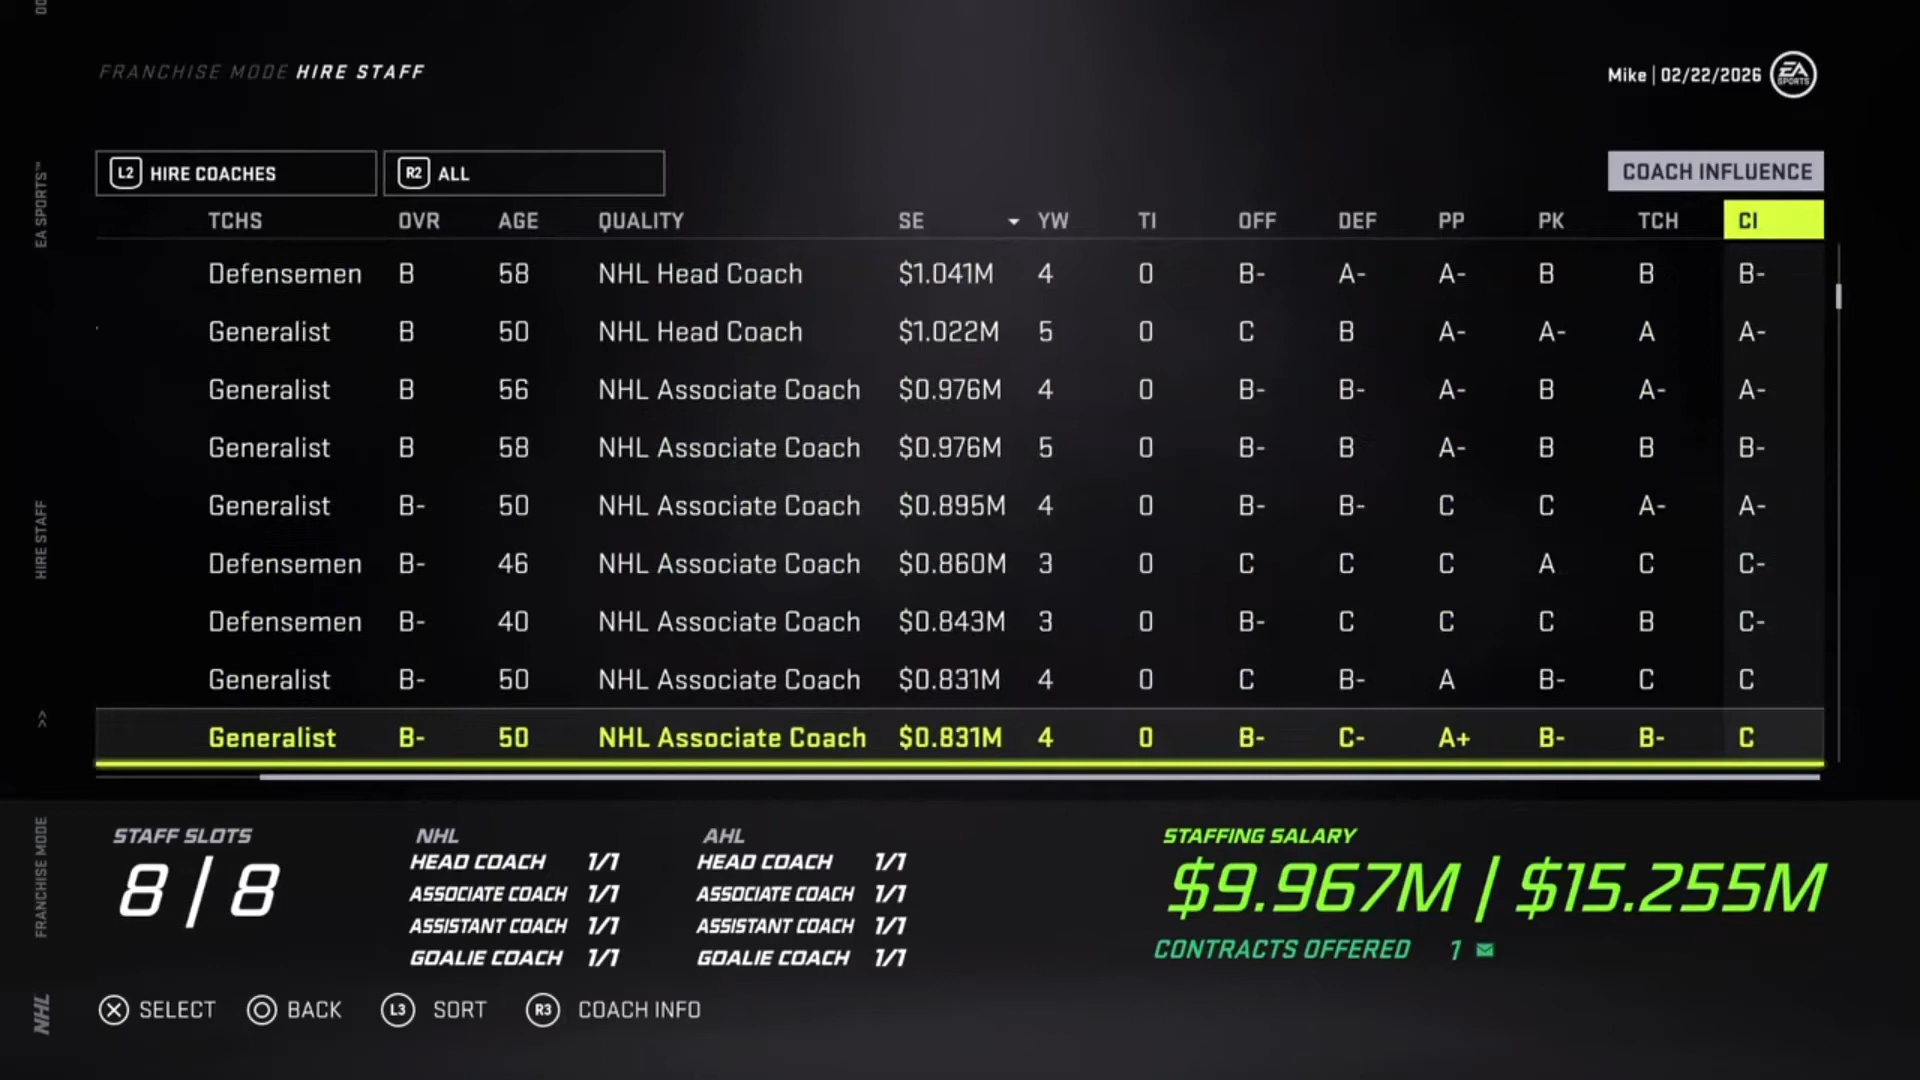 FRANCHISE MODE HIRE STAFF
Mike | 02/22/2026
EA SPORTS
L2 HIRE COACHES
R2 ALL
COACH INFLUENCE
TCHS OVR AGE QUALITY SE YW TI OFF DEF PP PK TCH CI
Defensemen B 58 NHL Head Coach $1.041M 4 0 B- A- A- B B B-
Generalist B 50 NHL Head Coach $1.022M 5 0 C B A- A- A A-
Generalist B 56 NHL Associate Coach $0.976M 4 0 B- B- A- B A- A-
Generalist B 58 NHL Associate Coach $0.976M 5 0 B- B A- B B B-
Generalist B- 50 NHL Associate Coach $0.895M 4 0 B- B- C C A- A-
Defensemen B- 46 NHL Associate Coach $0.860M 3 0 C C C A C C-
Defensemen B- 40 NHL Associate Coach $0.843M 3 0 B- C C C B C-
Generalist B- 50 NHL Associate Coach $0.831M 4 0 C B- A B- C C
Generalist B- 50 NHL Associate Coach $0.831M 4 0 B- C- A+ B- B- C
STAFF SLOTS
8 / 8
NHL
HEAD COACH 1/1
ASSOCIATE COACH 1/1
ASSISTANT COACH 1/1
GOALIE COACH 1/1
AHL
HEAD COACH 1/1
ASSOCIATE COACH 1/1
ASSISTANT COACH 1/1
GOALIE COACH 1/1
STAFFING SALARY
$9.967M | $15.255M
CONTRACTS OFFERED 1
SELECT
BACK
L3 SORT
R3 COACH INFO
EA SPORTS™
HIRE STAFF
>>
FRANCHISE MODE
NHL